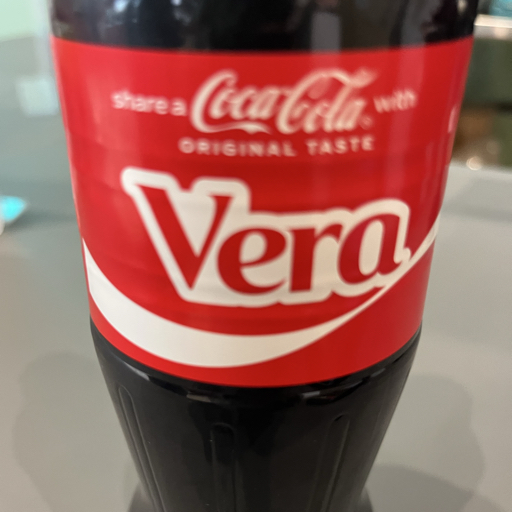 share a Coca-Cola with
ORIGINAL TASTE
Vera